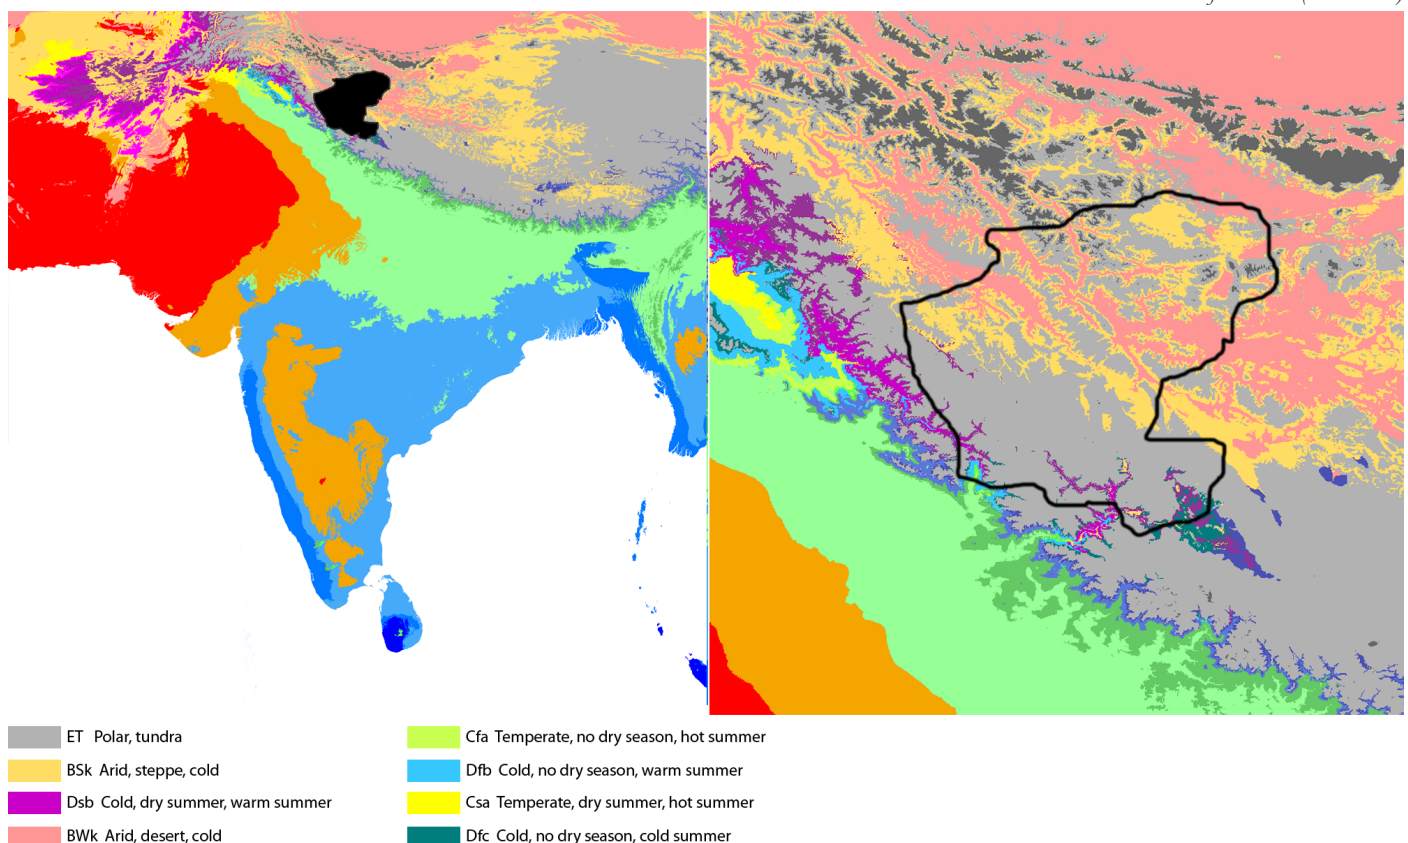 ET Polar, tundra
BSk Arid, steppe, cold
Dsb Cold, dry summer, warm summer
BWk Arid, desert, cold
Cfa Temperate, no dry season, hot summer
Dfb Cold, no dry season, warm summer
Csa Temperate, dry summer, hot summer
Dfc Cold, no dry season, cold summer